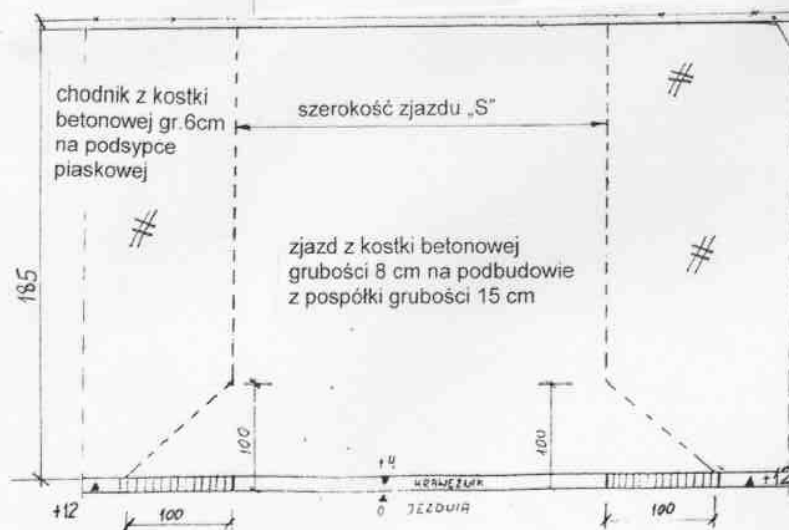 chodnik z kostki
betonowej gr.6cm
na podsypce
piaskowej
szerokość zjazdu „S"
zjazd z kostki betonowej
grubości 8 cm na podbudowie
z pospółki grubości 15 cm
185
100
100
+4
KRAWĘŻNIK
+12
+12
0
JEZDNIA
100
100